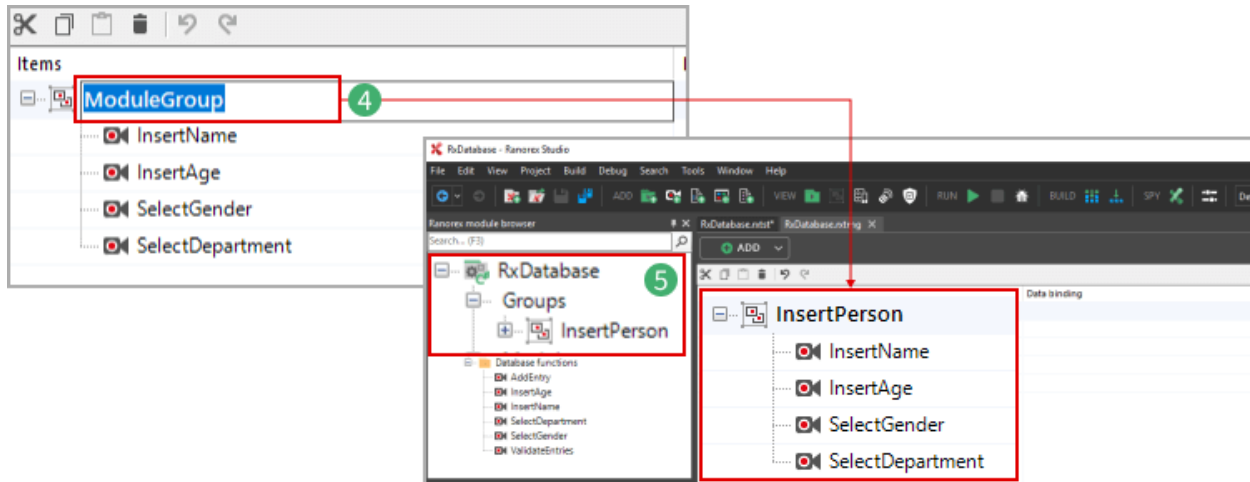 Items
ModuleGroup
4
InsertName
InsertAge
SelectGender
SelectDepartment
RxDatabase - Ranorex Studio
File Edit View Project Build Debug Search Tools Window Help
ADD VIEW RUN BUILD SPY De
Ranorex module browser
RxDatabase.rxtst* RxDatabase.rxtmg
Search... (F3)
ADD
RxDatabase
5
Groups
InsertPerson
Database functions
AddEntry
InsertAge
InsertName
SelectDepartment
SelectGender
ValidateEntries
Data binding
InsertPerson
InsertName
InsertAge
SelectGender
SelectDepartment